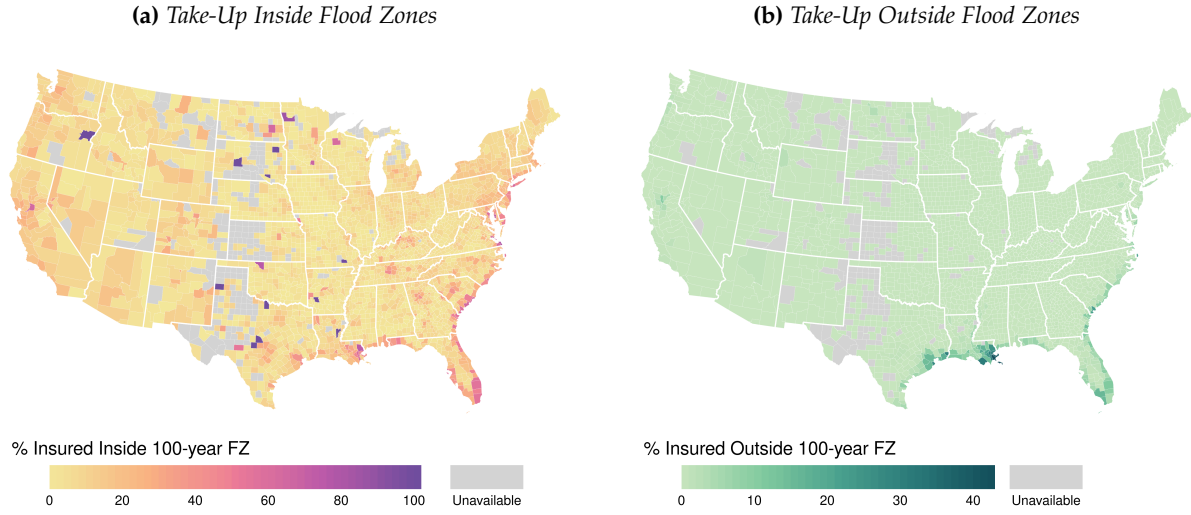 (a) Take-Up Inside Flood Zones
(b) Take-Up Outside Flood Zones
% Insured Inside 100-year FZ
0 20 40 60 80 100 Unavailable
% Insured Outside 100-year FZ
0 10 20 30 40 Unavailable